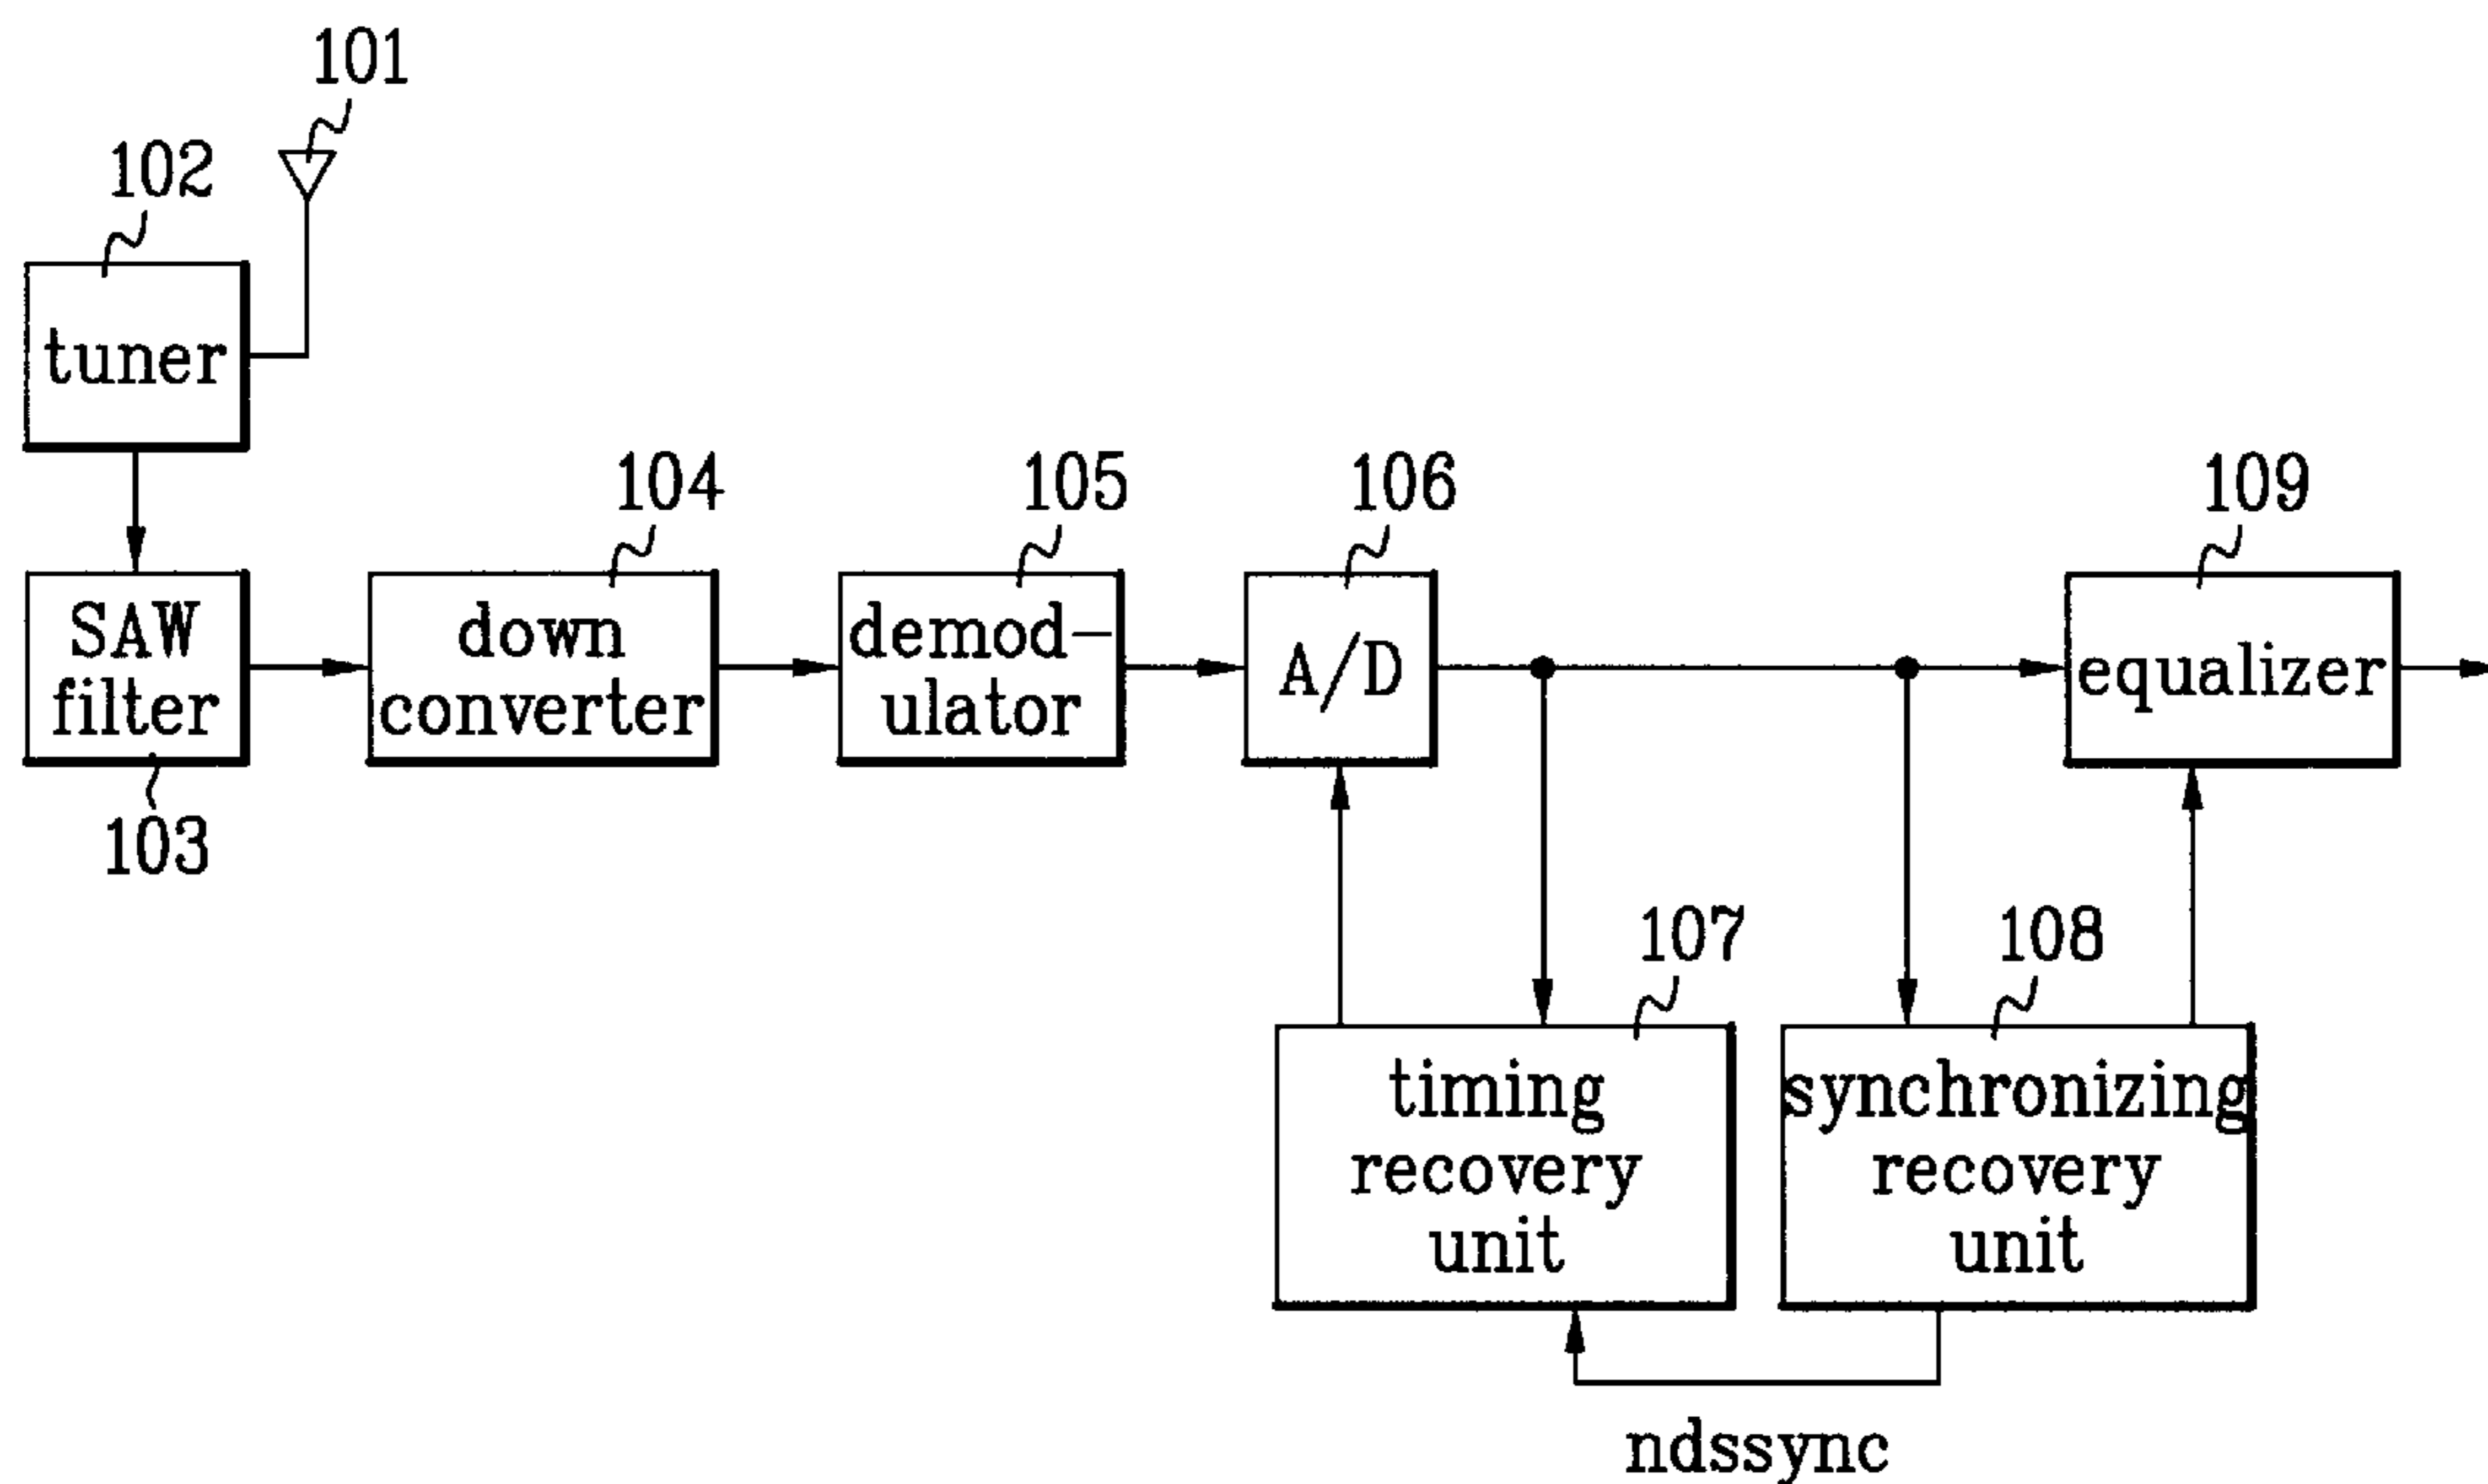 101
102
tuner
104
105
106
109
SAW
filter
down
converter
demod-
ulator
A/D
equalizer
103
107
108
timing
recovery
unit
synchronizing
recovery
unit
ndssync